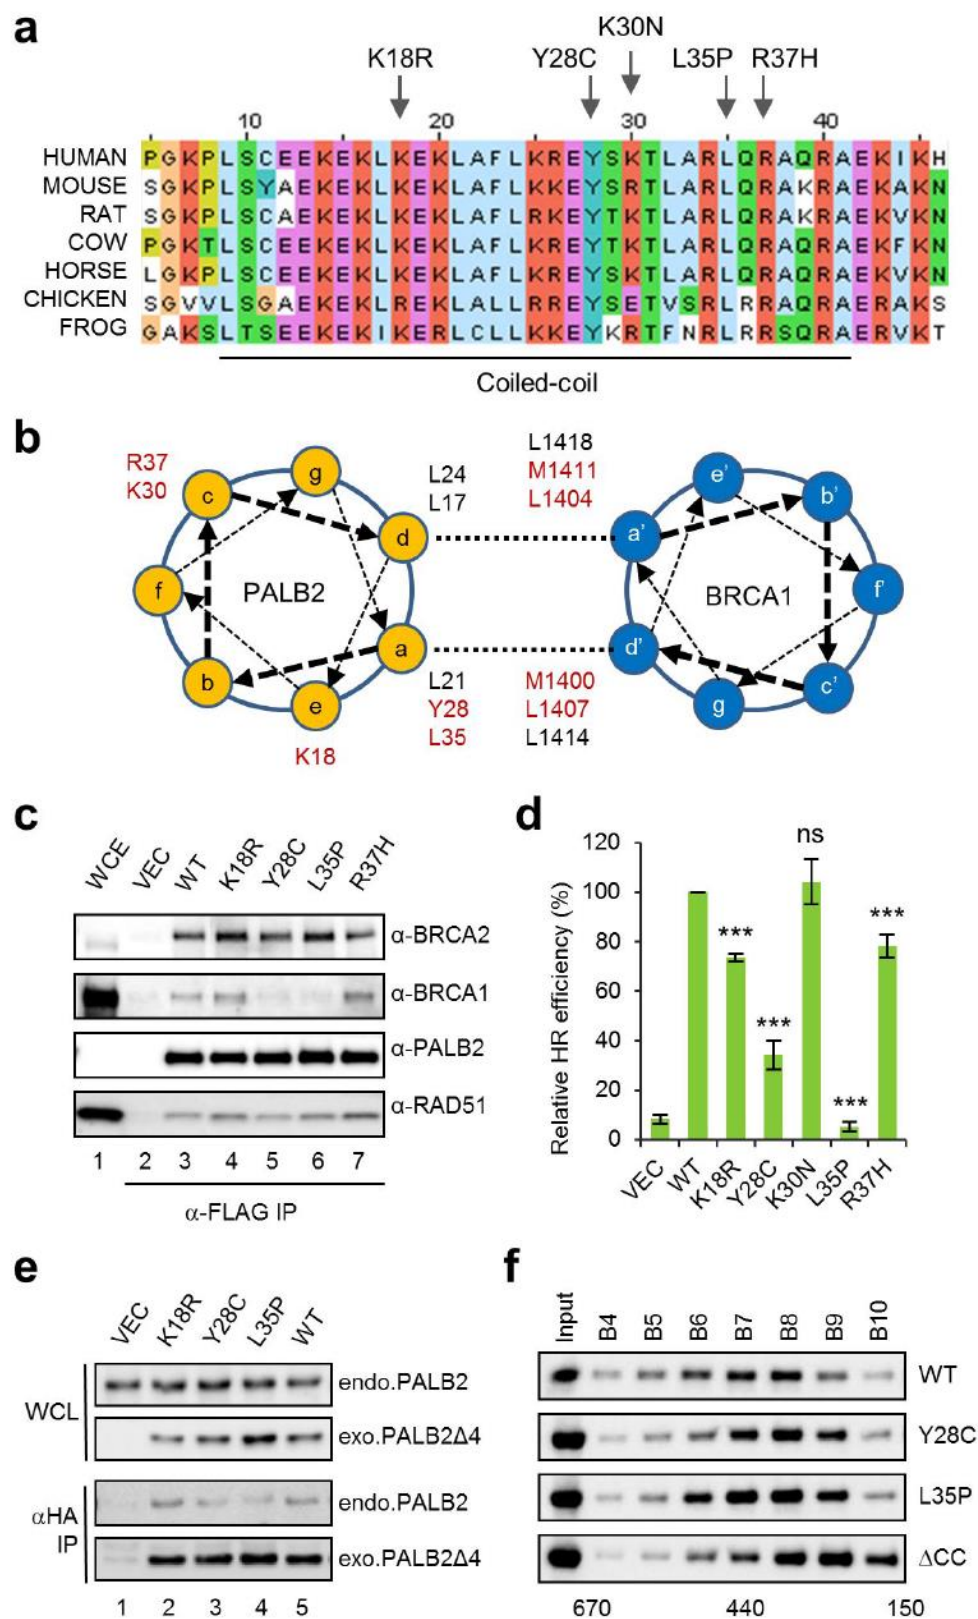 a
K30N
K18R Y28C L35P R37H
10 20 30 40
HUMAN PGKPLSCEEKEKLKEKLAFLKREYSKTLARLQRAQRAEKIKH
MOUSE SGKPLSYAEKEKLKEKLAFLKKEYSRTLARLQRAKRAEKAKN
RAT SGKPLSCAEKEKLKEKLAFLKREYTKTLARLQRAKRAEKVKN
COW PGKTLSCEEKEKLKEKLAFLKREYTKTLARLQRAQRAEKFKN
HORSE LGKPLSCEEKEKLKEKLAFLKREYSKTLARLQRAQRAEKVKN
CHICKEN SGVVLSGAEKEKLREKLALLRREYSETVSRLRRAQRAERAKS
FROG GAKSLTSEEKEKIKERLCLLKKEYKRTFNRLRRSQRAERVKT
Coiled-coil
b
R37
K30
g
c
d
f
PALB2
a
b
e
K18
L24
L17
L21
Y28
L35
L1418
M1411
L1404
M1400
L1407
L1414
e'
b'
a'
f'
BRCA1
d'
c'
g
c
WCE VEC WT K18R Y28C L35P R37H
α-BRCA2
α-BRCA1
α-PALB2
α-RAD51
1 2 3 4 5 6 7
α-FLAG IP
d
Relative HR efficiency (%)
120
100
80
60
40
20
0
*** *** ns *** ***
VEC WT K18R Y28C K30N L35P R37H
e
VEC K18R Y28C L35P WT
WCL
endo.PALB2
exo.PALB2Δ4
αHA
IP
endo.PALB2
exo.PALB2Δ4
1 2 3 4 5
f
Input B4 B5 B6 B7 B8 B9 B10
WT
Y28C
L35P
ΔCC
670 440 150